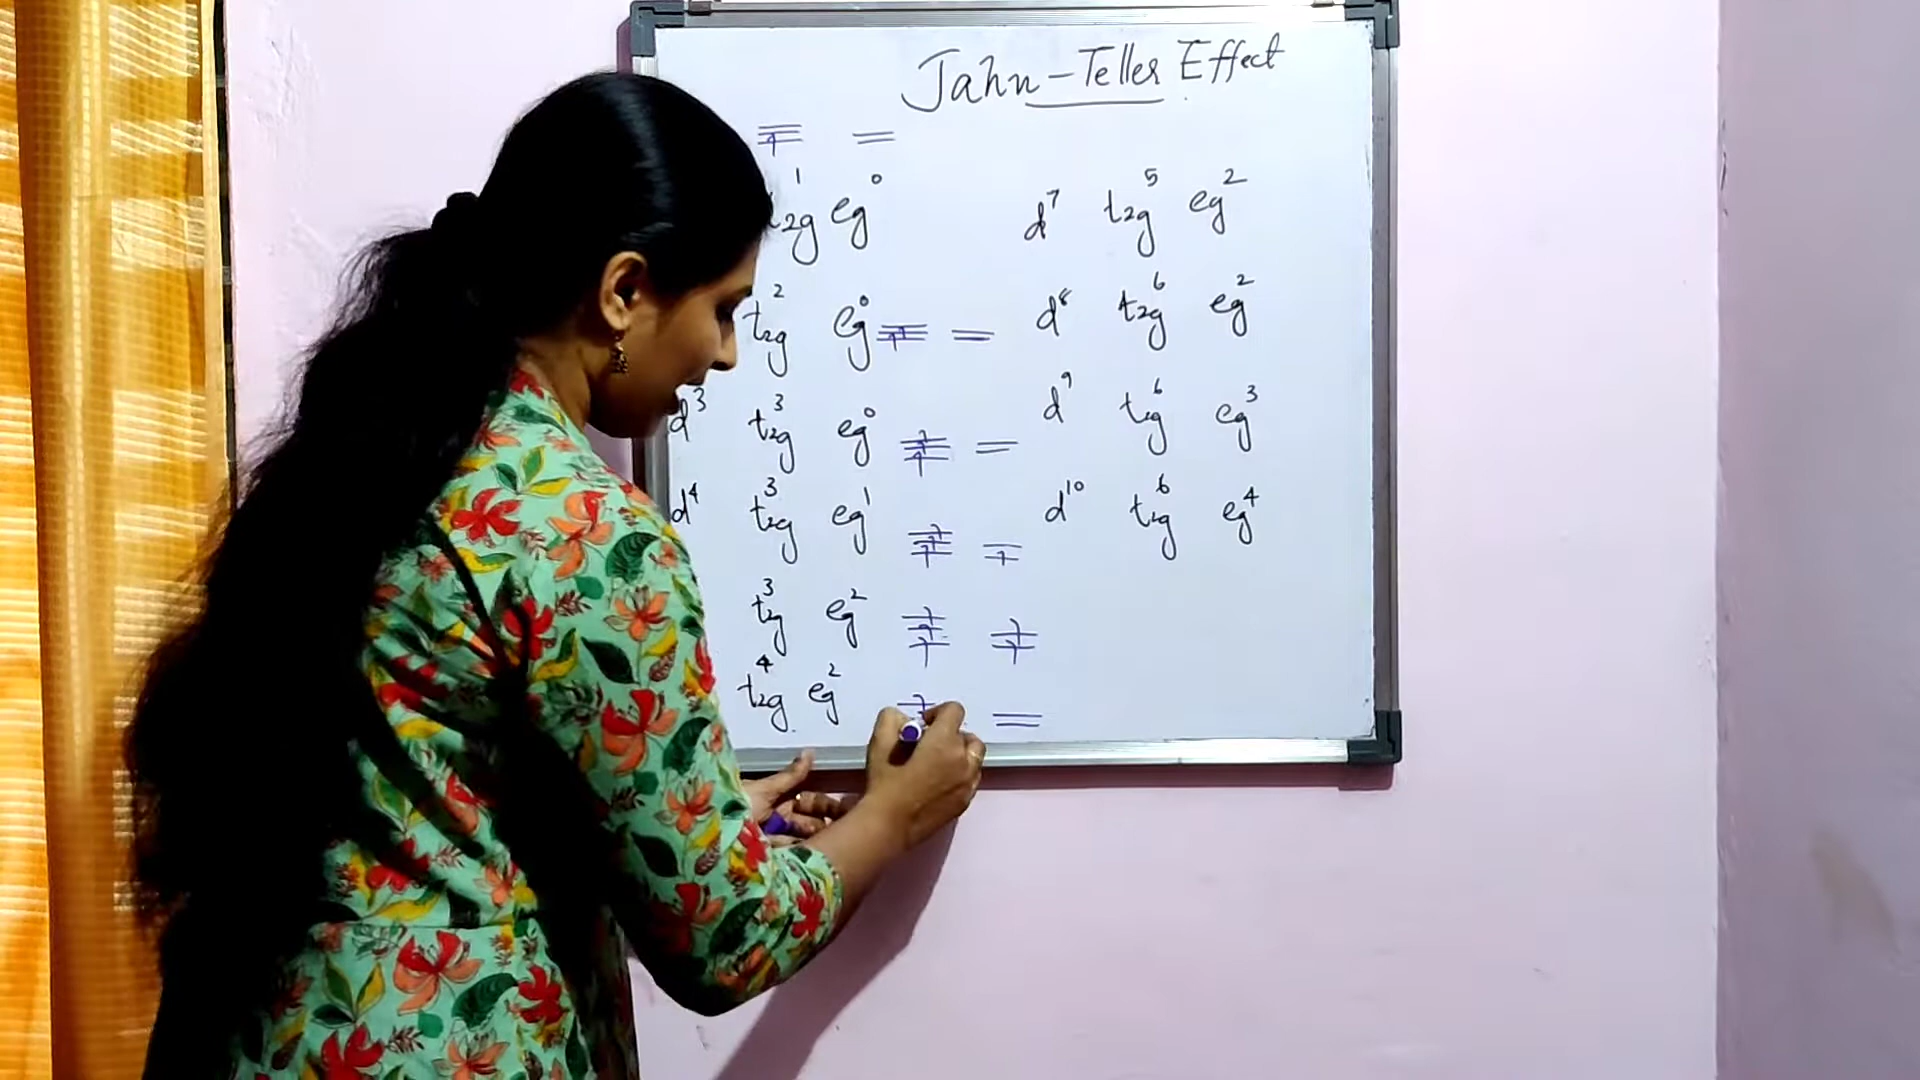 Jahn-Teller Effect
t₂g¹ eg⁰
t₂g² eg⁰
d³ t₂g³ eg⁰
d⁴ t₂g³ eg¹
t₂g³ eg²
t₂g⁴ eg²
d⁷ t₂g⁵ eg²
d⁸ t₂g⁶ eg²
d⁹ t₂g⁶ eg³
d¹⁰ t₂g⁶ eg⁴